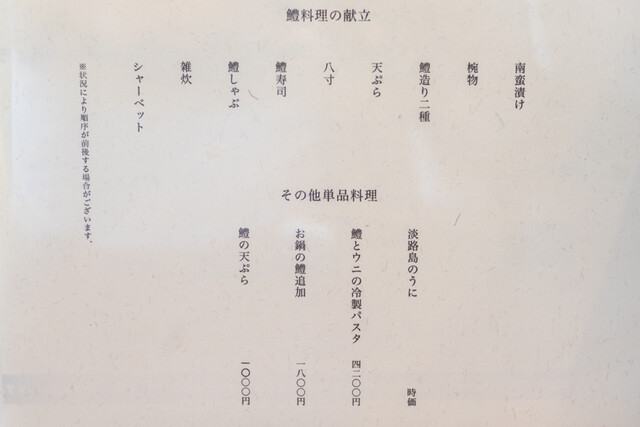 鱧料理の献立
南蛮漬け
椀物
鱧造り二種
天ぷら
八寸
鱧寿司
鱧しゃぶ
雑炊
シャーベット
※状況により順序が前後する場合がございます。
その他単品料理
淡路島のうに 時価
鱧とウニの冷製パスタ 四二〇〇円
お鍋の鱧追加 一八〇〇円
鱧の天ぷら 一〇〇〇円